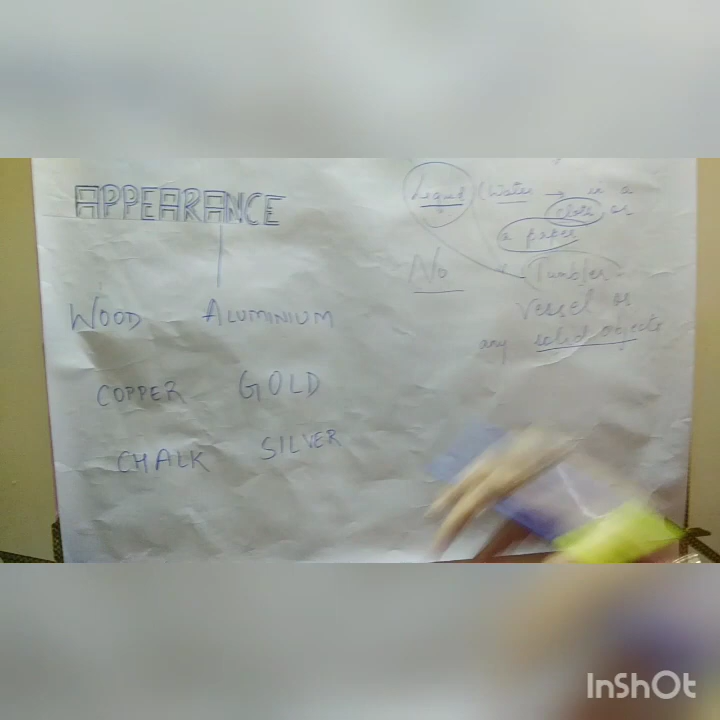 APPEARANCE
WOOD ALUMINIUM
COPPER GOLD
CHALK SILVER
Liquid (Water → in a
cloth or
a paper
No Tumbler
Vessel or
any solid objects
InShOt